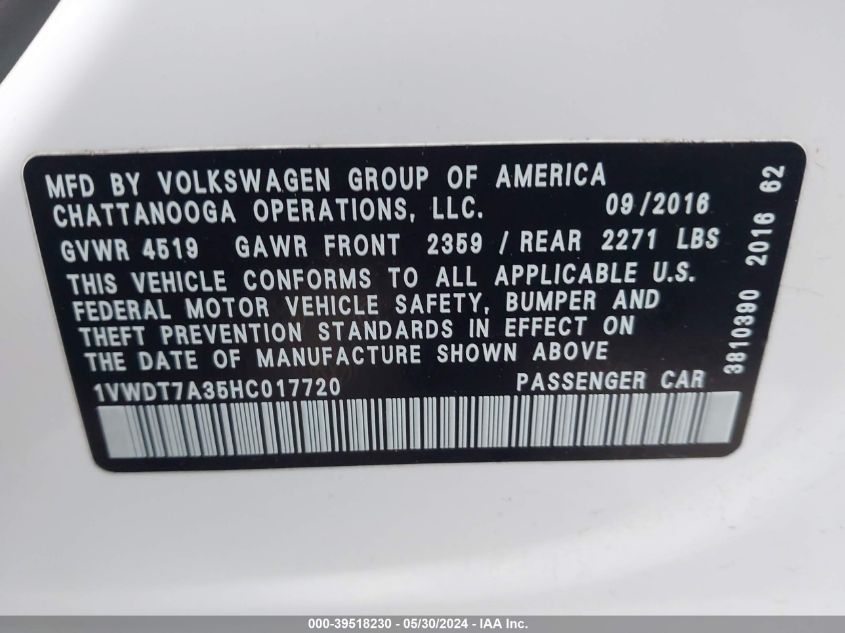 MFD BY VOLKSWAGEN GROUP OF AMERICA
CHATTANOOGA OPERATIONS, LLC. 09/2016
GVWR 4519 GAWR FRONT 2359 / REAR 2271 LBS
THIS VEHICLE CONFORMS TO ALL APPLICABLE U.S.
FEDERAL MOTOR VEHICLE SAFETY, BUMPER AND
THEFT PREVENTION STANDARDS IN EFFECT ON
THE DATE OF MANUFACTURE SHOWN ABOVE.
1VWDT7A35HC017720 PASSENGER CAR
3810390 2016 62
000-39518230 - 05/30/2024 - © IAA, Inc.